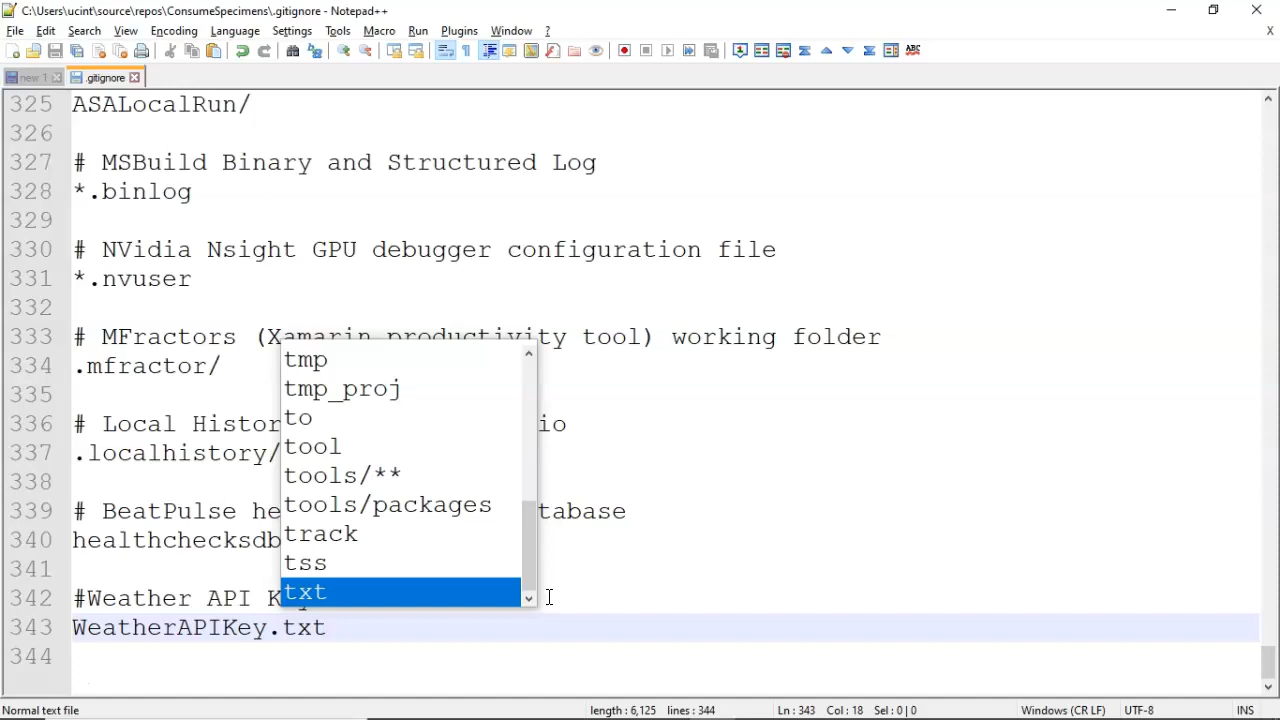 C:\Users\ucint\source\repos\ConsumeSpecimens\.gitignore - Notepad++
File Edit Search View Encoding Language Settings Tools Macro Run Plugins Window ? X
new 1 .gitignore
325 ASALocalRun/
326
327 # MSBuild Binary and Structured Log
328 *.binlog
329
330 # NVidia Nsight GPU debugger configuration file
331 *.nvuser
332
333 # MFractors (Xamarin productivity tool) working folder
334 .mfractor/
335
336 # Local Histor io
337 .localhistory/
338
339 # BeatPulse he tabase
340 healthchecksdb
341
342 #Weather API Key
343 WeatherAPIKey.txt
344
tmp
tmp_proj
to
tool
tools/**
tools/packages
track
tss
txt
Normal text file length : 6,125 lines : 344 Ln : 343 Col : 18 Sel : 0 | 0 Windows (CR LF) UTF-8 INS